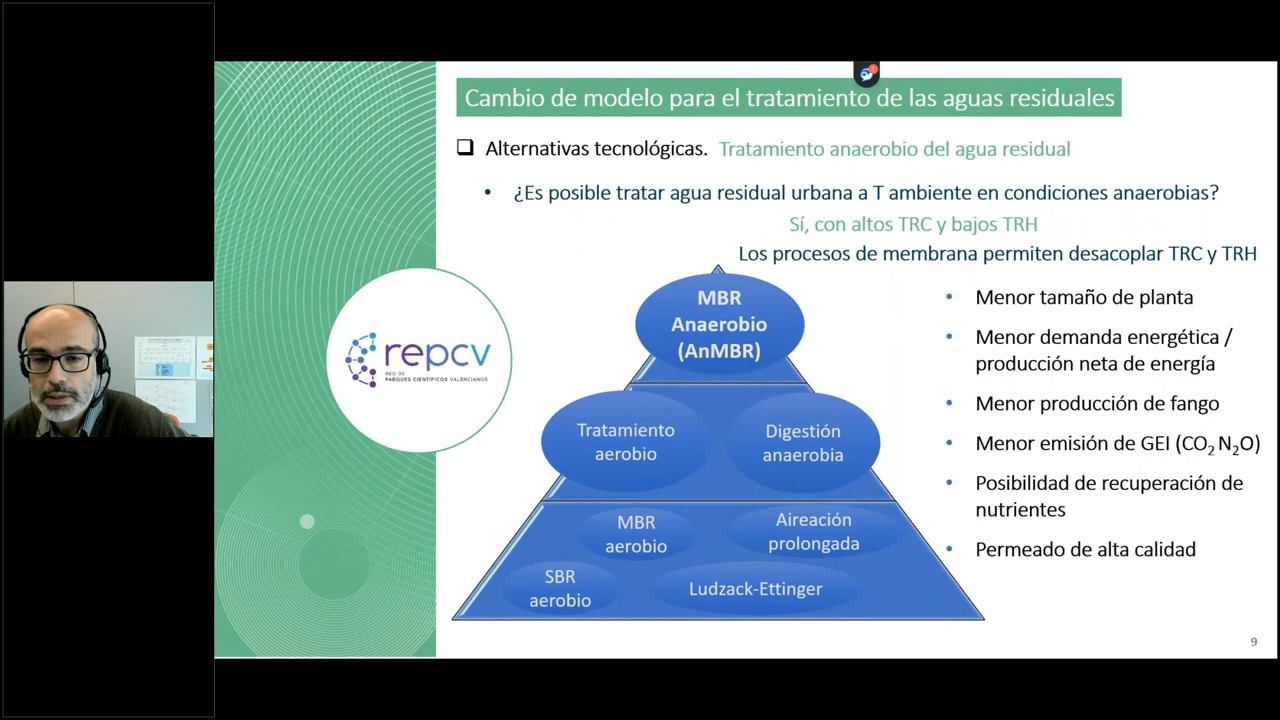 Cambio de modelo para el tratamiento de las aguas residuales
Alternativas tecnológicas. Tratamiento anaerobio del agua residual
¿Es posible tratar agua residual urbana a T ambiente en condiciones anaerobias?
Sí, con altos TRC y bajos TRH
Los procesos de membrana permiten desacoplar TRC y TRH
MBR
Anaerobio
(AnMBR)
Tratamiento
aerobio
Digestión
anaerobia
MBR
aerobio
Aireación
prolongada
SBR
aerobio
Ludzack-Ettinger
Menor tamaño de planta
Menor demanda energética /
producción neta de energía
Menor producción de fango
Menor emisión de GEI (CO₂ N₂O)
Posibilidad de recuperación de
nutrientes
Permeado de alta calidad
repcv
RED DE
PARQUES CIENTÍFICOS VALENCIANOS
9